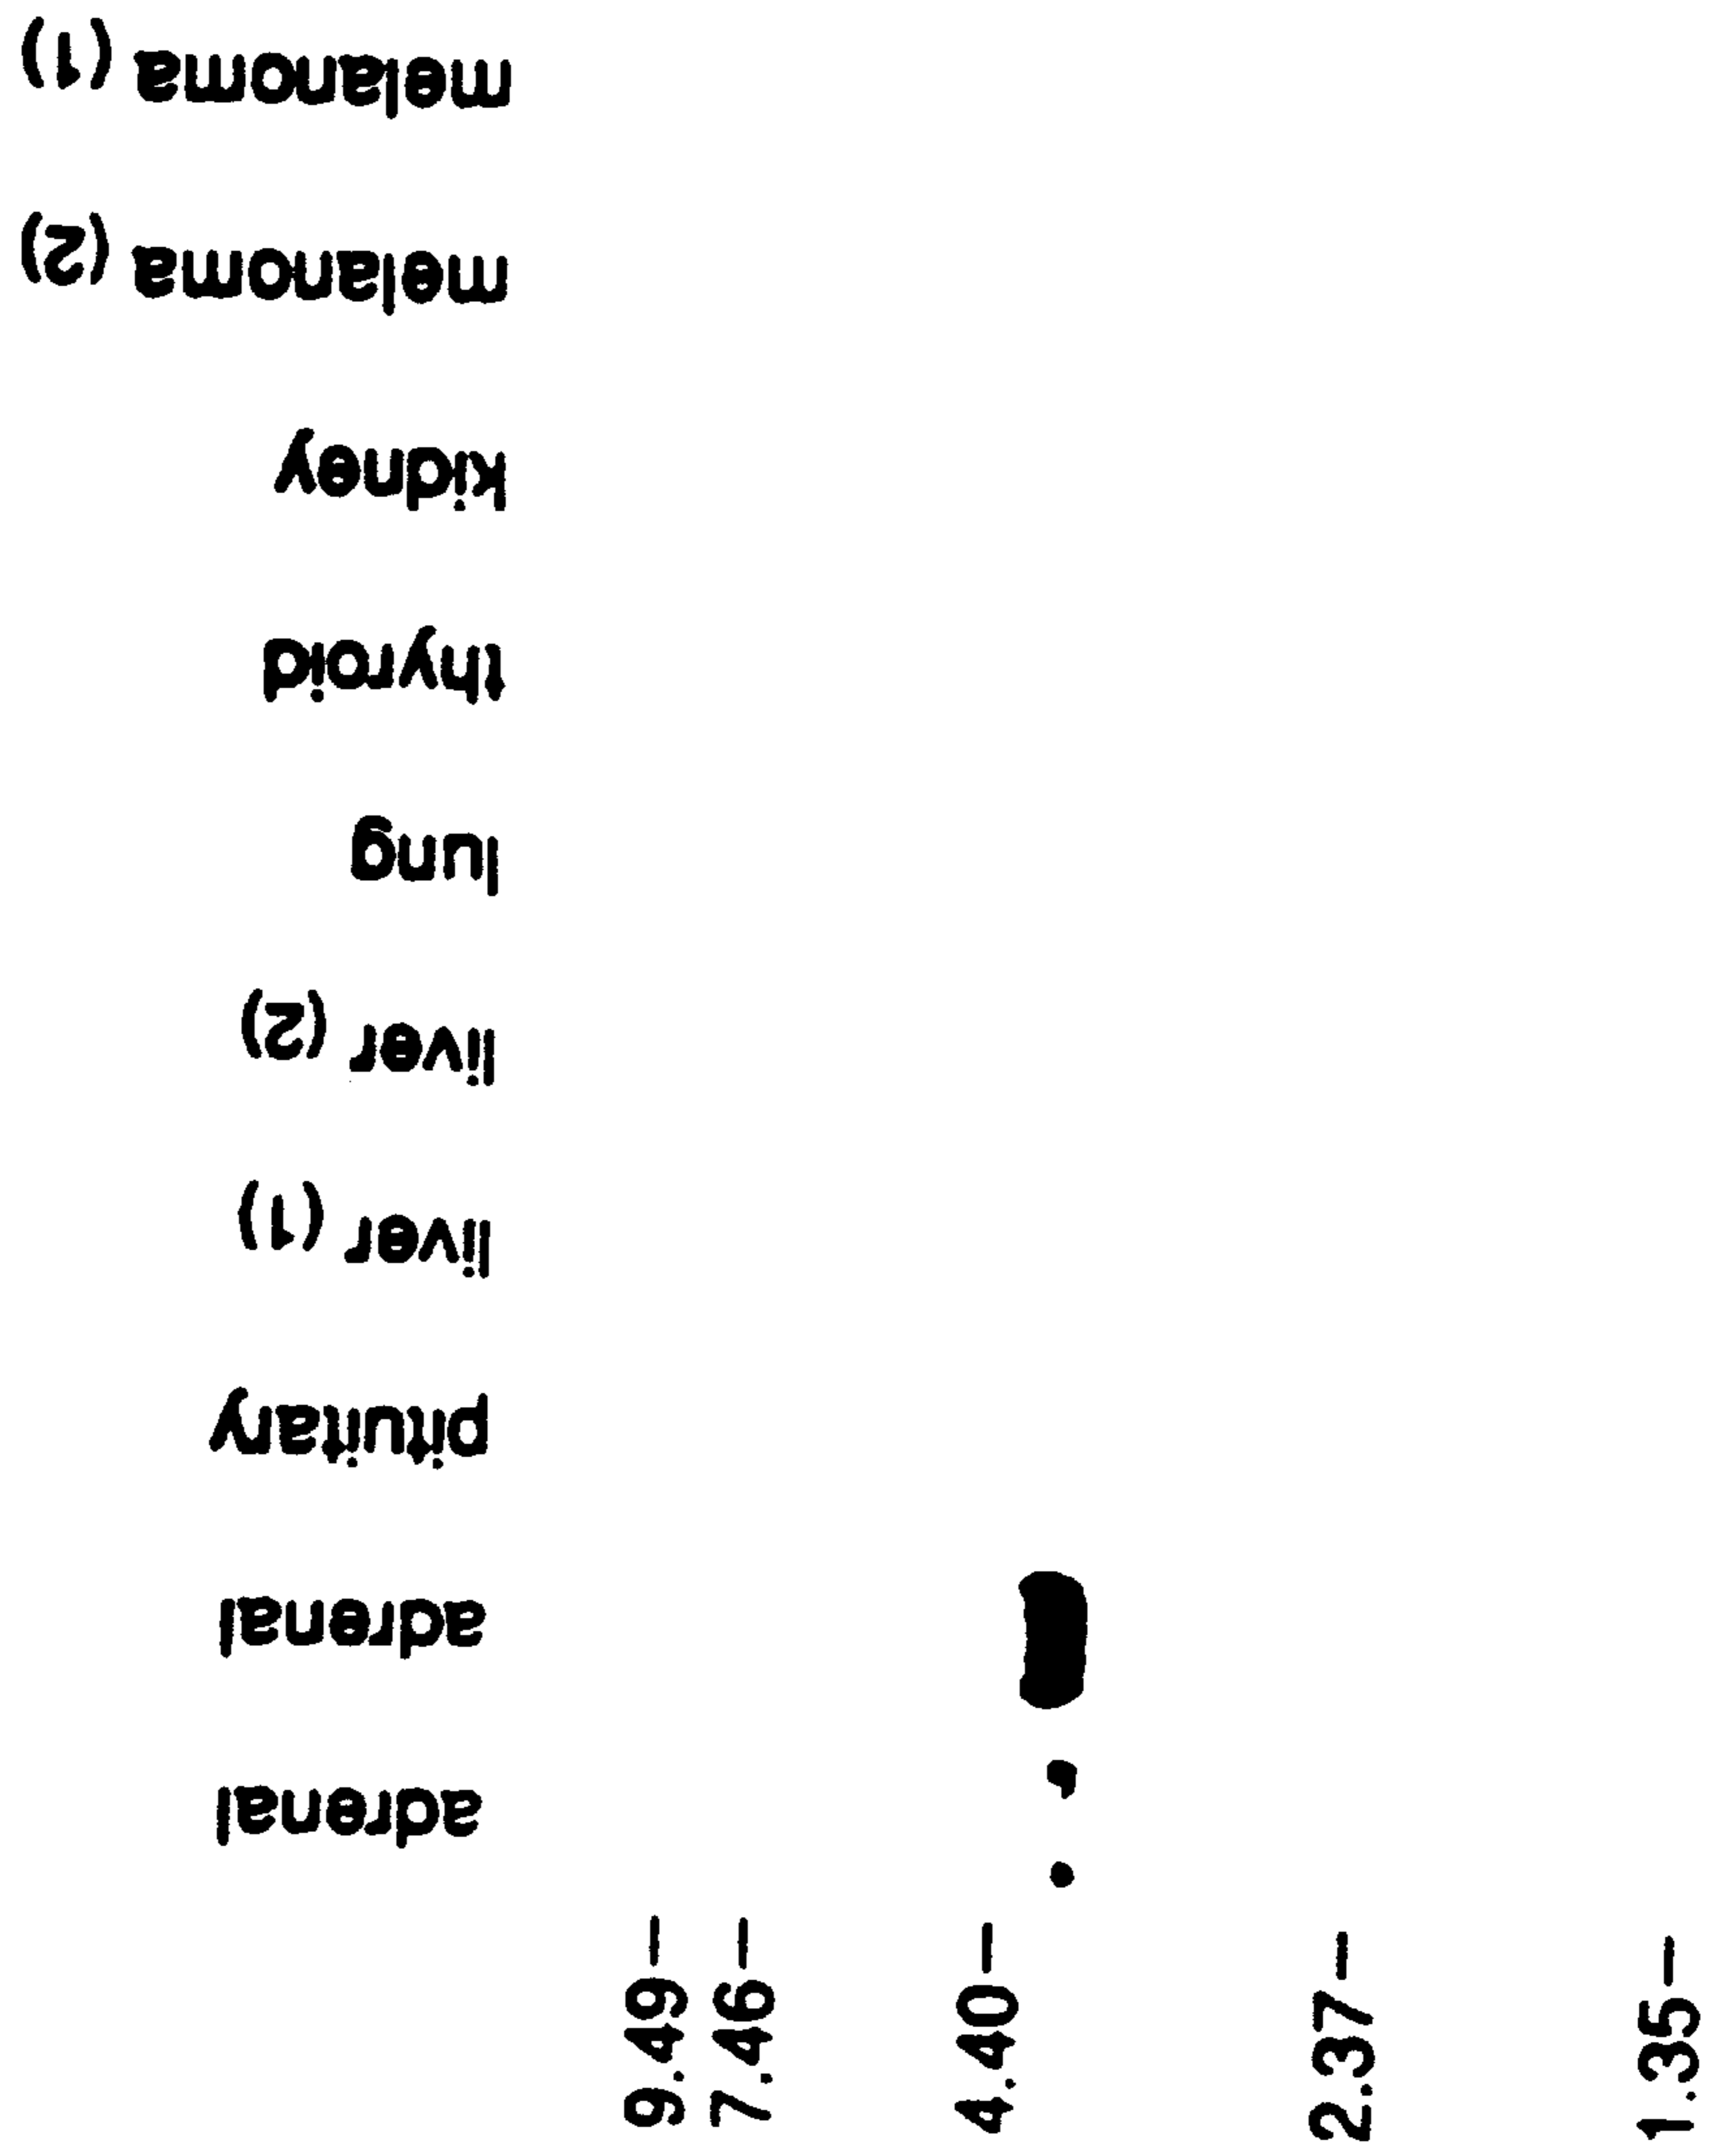 melanoma (1)
melanoma (2)
kidney
thyroid
lung
liver (2)
liver (1)
pituitary
adrenal
adrenal
9.49
7.46
4.40
2.37
1.35